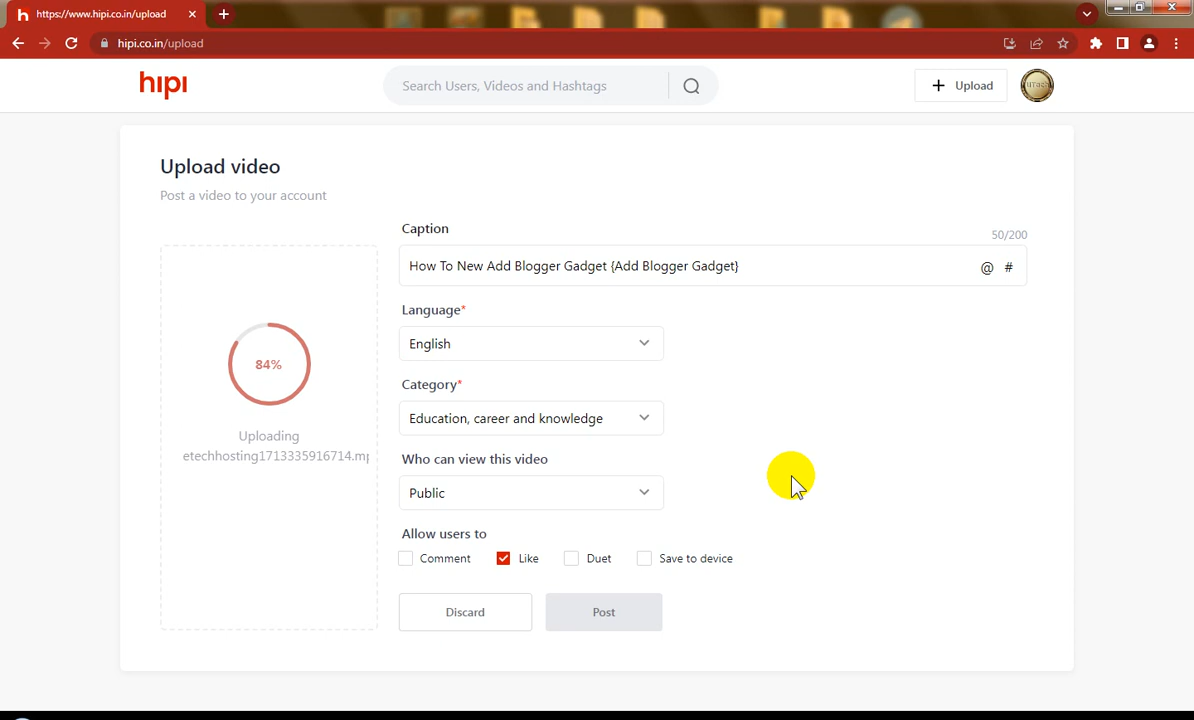 https://www.hipi.co.in/upload
hipi.co.in/upload
hipi
Search Users, Videos and Hashtags
Upload
Upload video
Post a video to your account
Caption
50/200
How To New Add Blogger Gadget {Add Blogger Gadget}
@ #
Language*
English
84%
Category*
Education, career and knowledge
Uploading
etechhosting1713335916714.mp
Who can view this video
Public
Allow users to
Comment Like Duet Save to device
Discard Post